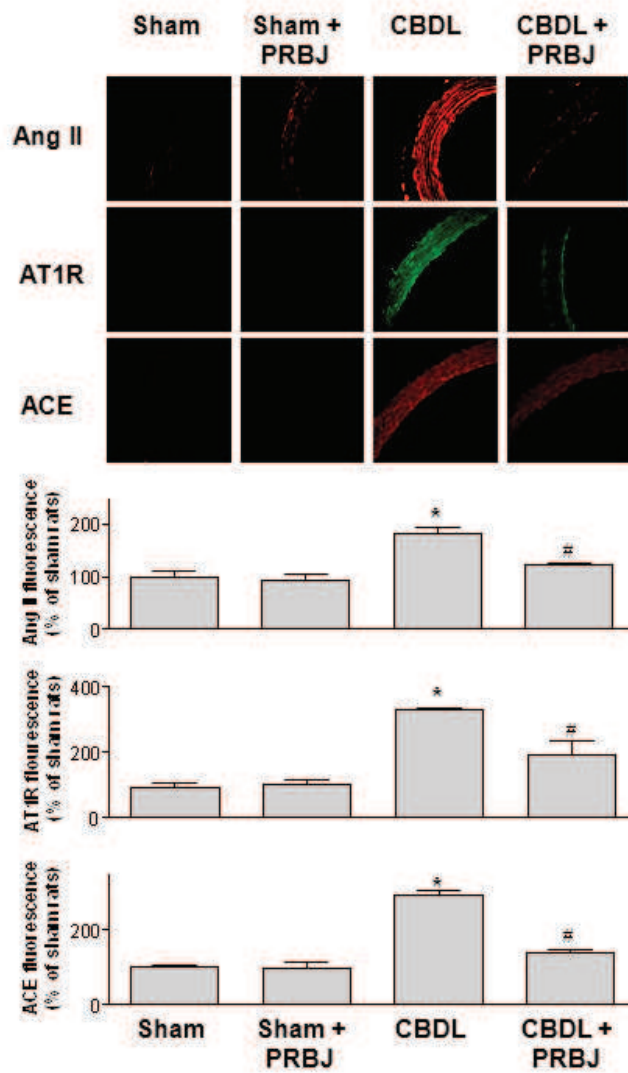 Sham Sham + PRBJ CBDL CBDL + PRBJ
Ang II
AT1R
ACE
Ang II fluorescence (% of sham rats)
200
100
0
*
#
AT1R flourescence (% of sham rats)
400
200
0
*
#
ACE fluorescence (% of sham rats)
200
0
*
#
Sham Sham + PRBJ CBDL CBDL + PRBJ